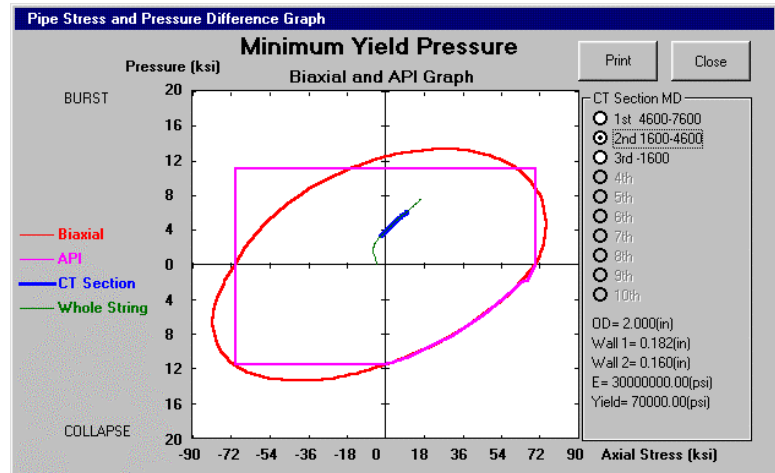 Pipe Stress and Pressure Difference Graph
Minimum Yield Pressure
Pressure (ksi)
Biaxial and API Graph
Print
Close
BURST
20
16
12
8
4
0
4
8
12
16
20
Biaxial
API
CT Section
Whole String
COLLAPSE
-90 -72 -54 -36 -18 0 18 36 54 72 90 Axial Stress (ksi)
CT Section MD
1st 4600-7600
2nd 1600-4600
3rd -1600
4th
5th
6th
7th
8th
9th
10th
OD= 2.000(in)
Wall 1= 0.182(in)
Wall 2= 0.160(in)
E= 30000000.00(psi)
Yield= 70000.00(psi)